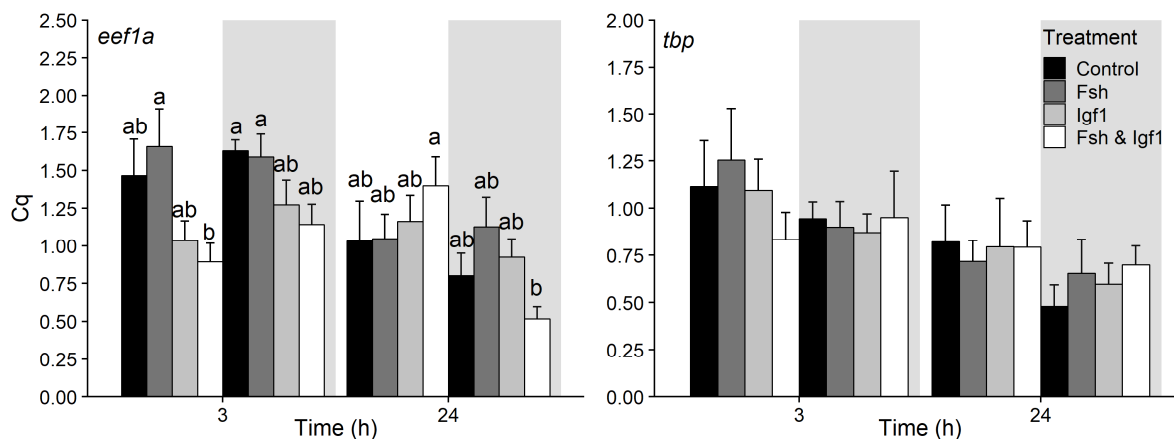 eef1a
2.50
2.25
2.00
1.75
1.50
1.25
1.00
0.75
0.50
0.25
0.00
Cq
ab
a
ab
b
a
a
ab
ab
ab
ab
ab
a
ab
ab
ab
b
3
24
Time (h)
tbp
2.00
1.75
1.50
1.25
1.00
0.75
0.50
0.25
0.00
Treatment
Control
Fsh
Igf1
Fsh & Igf1
3
24
Time (h)